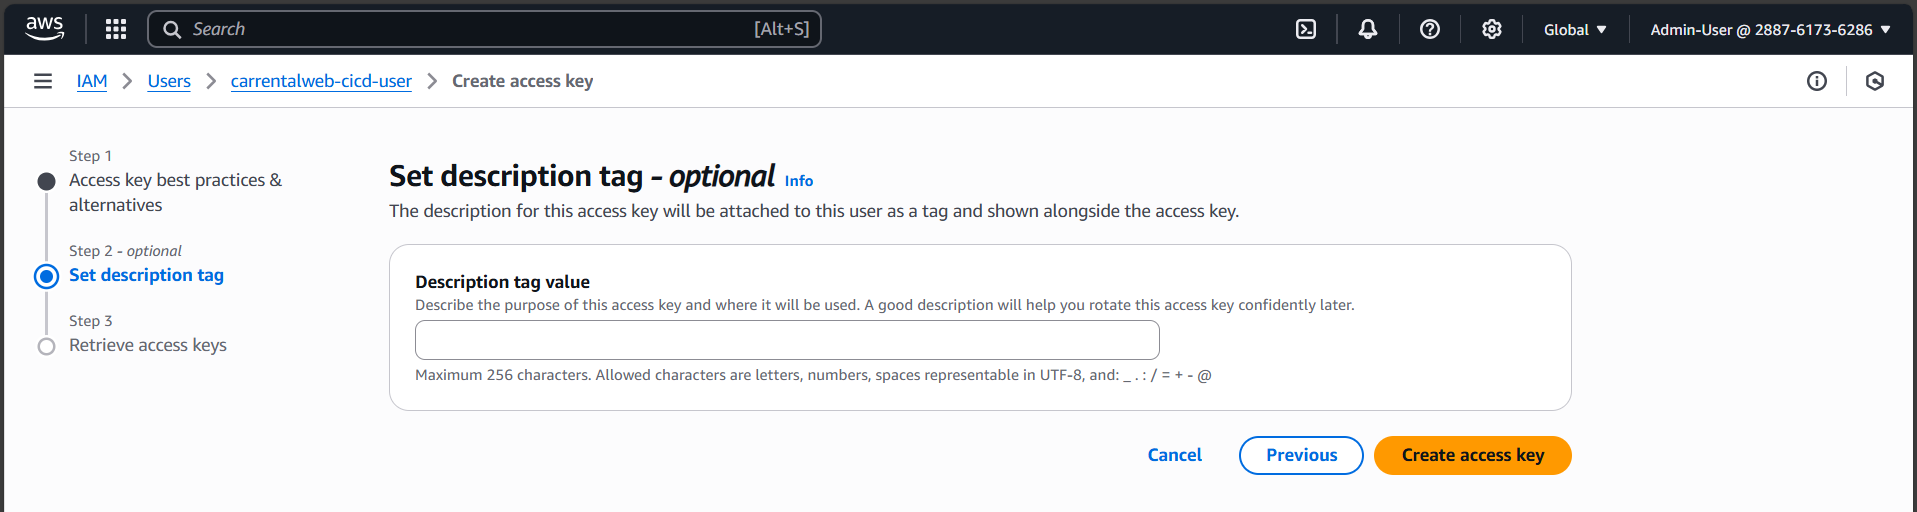 aws
Search [Alt+S]
Global ▼
Admin-User @ 2887-6173-6286 ▼
IAM > Users > carrentalweb-cicd-user > Create access key
Step 1
Access key best practices &
alternatives
Step 2 - optional
Set description tag
Step 3
Retrieve access keys
Set description tag - optional Info
The description for this access key will be attached to this user as a tag and shown alongside the access key.
Description tag value
Describe the purpose of this access key and where it will be used. A good description will help you rotate this access key confidently later.
Maximum 256 characters. Allowed characters are letters, numbers, spaces representable in UTF-8, and: _ . : / = + - @
Cancel
Previous
Create access key